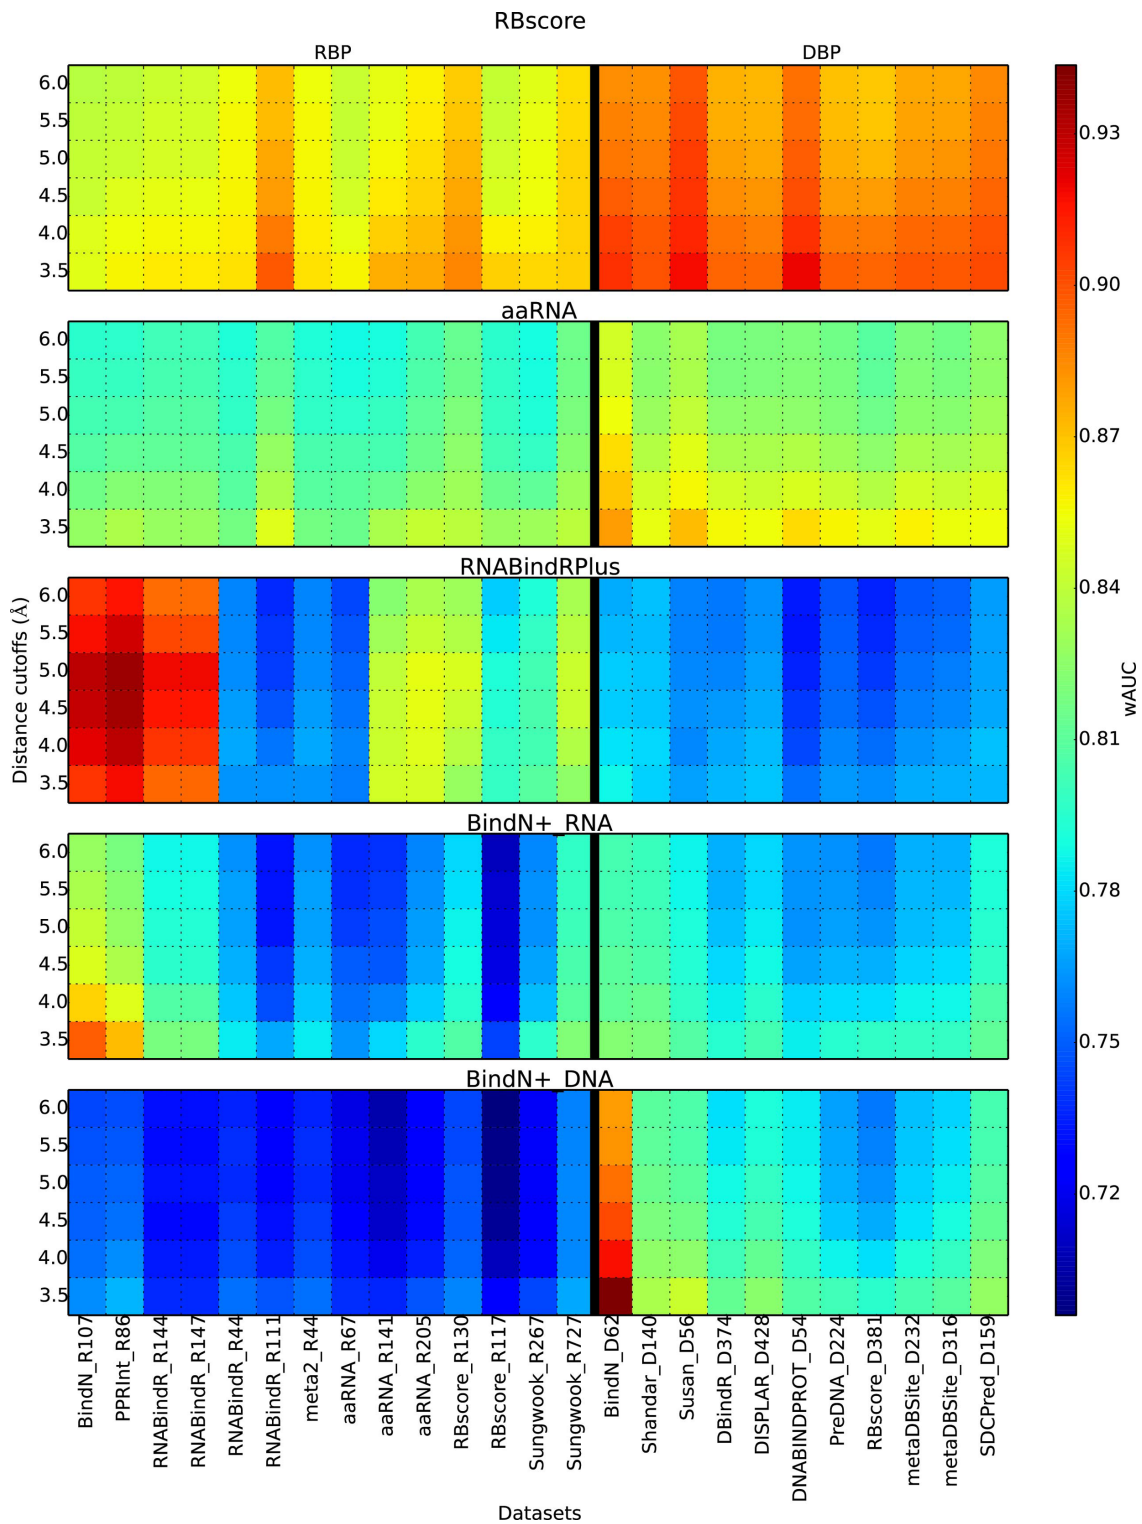 RBscore
RBP DBP
6.0
5.5
5.0
4.5
4.0
3.5
aaRNA
6.0
5.5
5.0
4.5
4.0
3.5
RNABindRPlus
6.0
5.5
5.0
4.5
4.0
3.5
BindN+_RNA
6.0
5.5
5.0
4.5
4.0
3.5
BindN+_DNA
6.0
5.5
5.0
4.5
4.0
3.5
Distance cutoffs (Å)
BindN_R107
PPRInt_R86
RNABindR_R144
RNABindR_R147
RNABindR_R44
RNABindR_R111
meta2_R44
aaRNA_R67
aaRNA_R141
aaRNA_R205
RBscore_R130
RBscore_R117
Sungwook_R267
Sungwook_R727
BindN_D62
Shandar_D140
Susan_D56
DBindR_D374
DISPLAR_D428
DNABINDPROT_D54
PreDNA_D224
RBscore_D381
metaDBSite_D232
metaDBSite_D316
SDCPred_D159
Datasets
0.93
0.90
0.87
0.84
0.81
0.78
0.75
0.72
wAUC